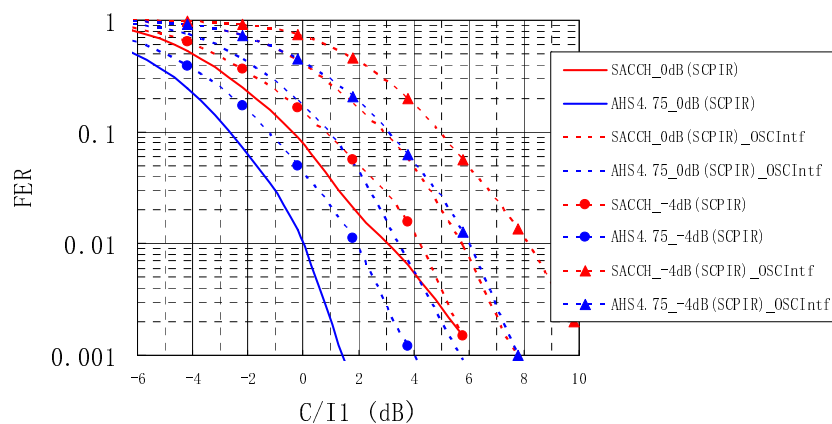 1
0.1
0.01
0.001
FER
-6
-4
-2
0
2
4
6
8
10
C/I1 (dB)
SACCH_0dB(SCPIR)
AHS4.75_0dB(SCPIR)
SACCH_0dB(SCPIR)_OSCIntf
AHS4.75_0dB(SCPIR)_OSCIntf
SACCH_-4dB(SCPIR)
AHS4.75_-4dB(SCPIR)
SACCH_-4dB(SCPIR)_OSCIntf
AHS4.75_-4dB(SCPIR)_OSCIntf